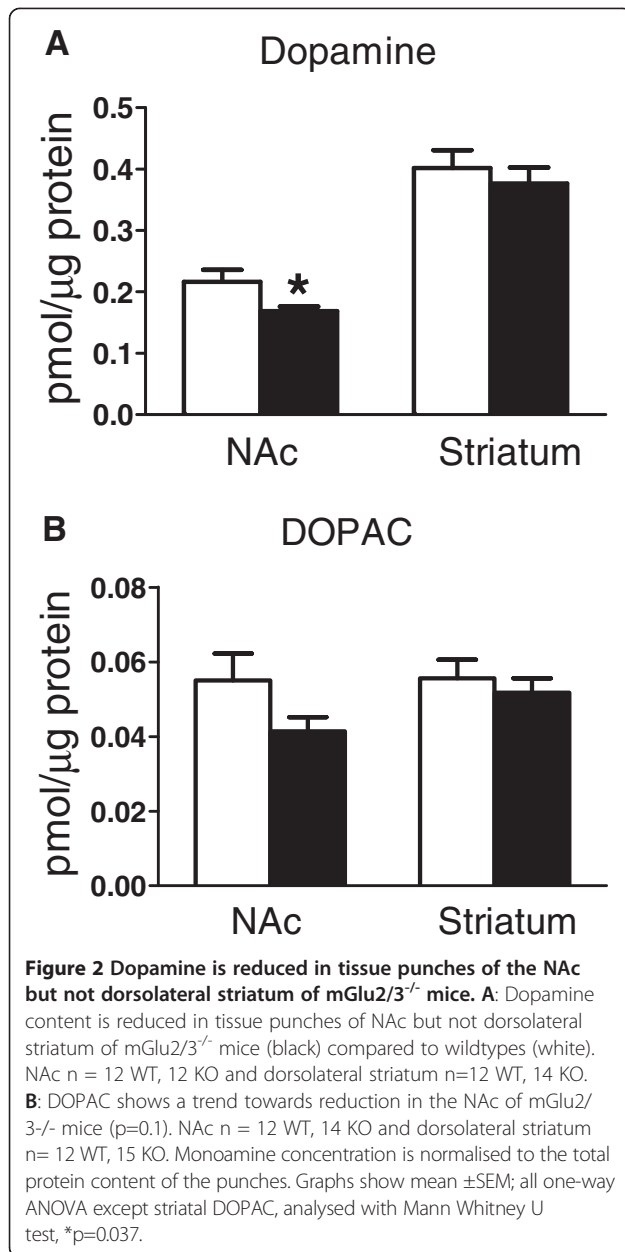 A
Dopamine
pmol/μg protein
0.5
0.4
0.3
0.2
0.1
0.0
*
NAc Striatum
B
DOPAC
pmol/μg protein
0.08
0.06
0.04
0.02
0.00
NAc Striatum
Figure 2 Dopamine is reduced in tissue punches of the NAc
but not dorsolateral striatum of mGlu2/3⁻/⁻ mice. A: Dopamine
content is reduced in tissue punches of NAc but not dorsolateral
striatum of mGlu2/3⁻/⁻ mice (black) compared to wildtypes (white).
NAc n = 12 WT, 12 KO and dorsolateral striatum n=12 WT, 14 KO.
B: DOPAC shows a trend towards reduction in the NAc of mGlu2/
3-/- mice (p=0.1). NAc n = 12 WT, 14 KO and dorsolateral striatum
n= 12 WT, 15 KO. Monoamine concentration is normalised to the total
protein content of the punches. Graphs show mean ±SEM; all one-way
ANOVA except striatal DOPAC, analysed with Mann Whitney U
test, *p=0.037.